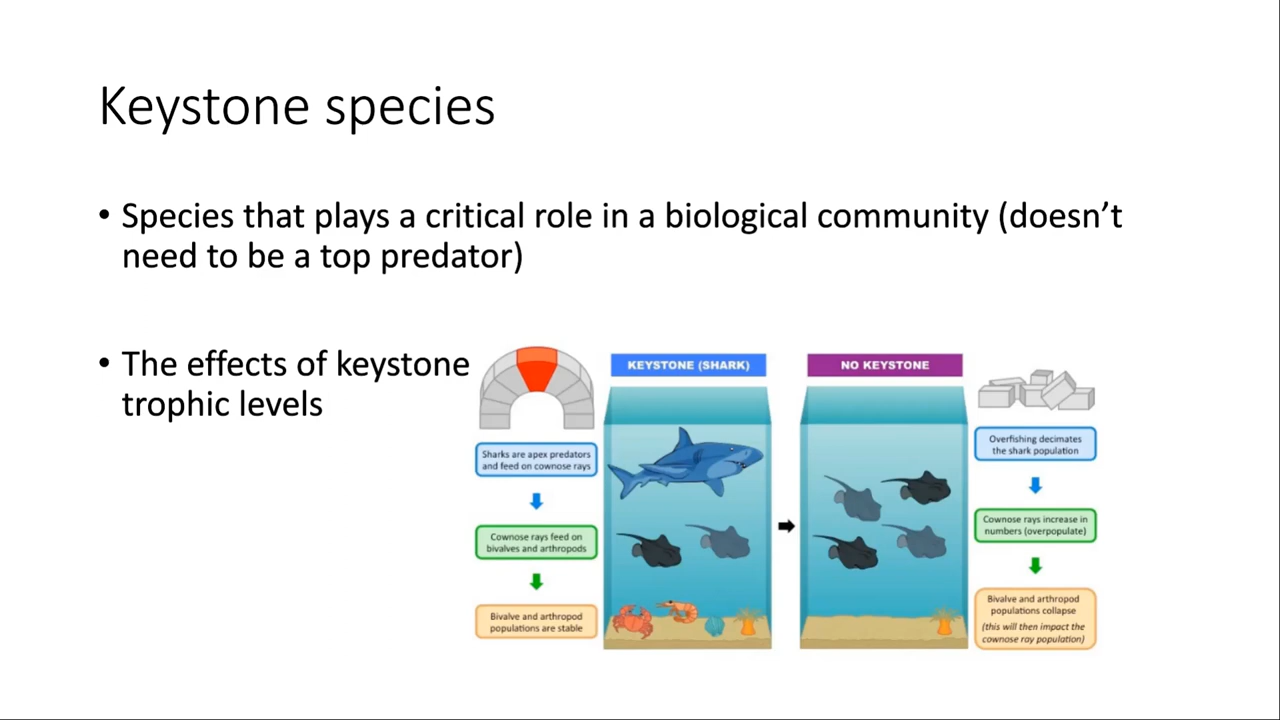 Keystone species
• Species that plays a critical role in a biological community (doesn't
need to be a top predator)
• The effects of keystone
trophic levels
KEYSTONE (SHARK)
NO KEYSTONE
Sharks are apex predators
and feed on cownose rays
Cownose rays feed on
bivalves and arthropods
Bivalve and arthropod
populations are stable
Overfishing decimates
the shark population
Cownose rays increase in
numbers (overpopulate)
Bivalve and arthropod
populations collapse
(this will then impact the
cownose ray population)